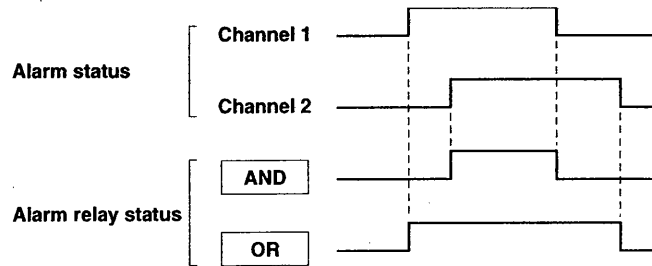 Channel 1
Alarm status
Channel 2
AND
Alarm relay status
OR